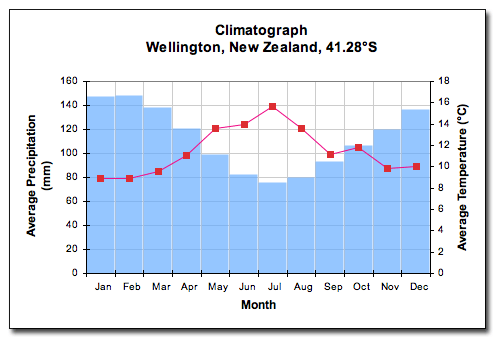 Climatograph
Wellington, New Zealand, 41.28°S
Average Precipitation
(mm)
160
140
120
100
80
60
40
20
0
18
16
14
12
10
8
6
4
2
0
Average Temperature (°C)
Jan Feb Mar Apr May Jun Jul Aug Sep Oct Nov Dec
Month